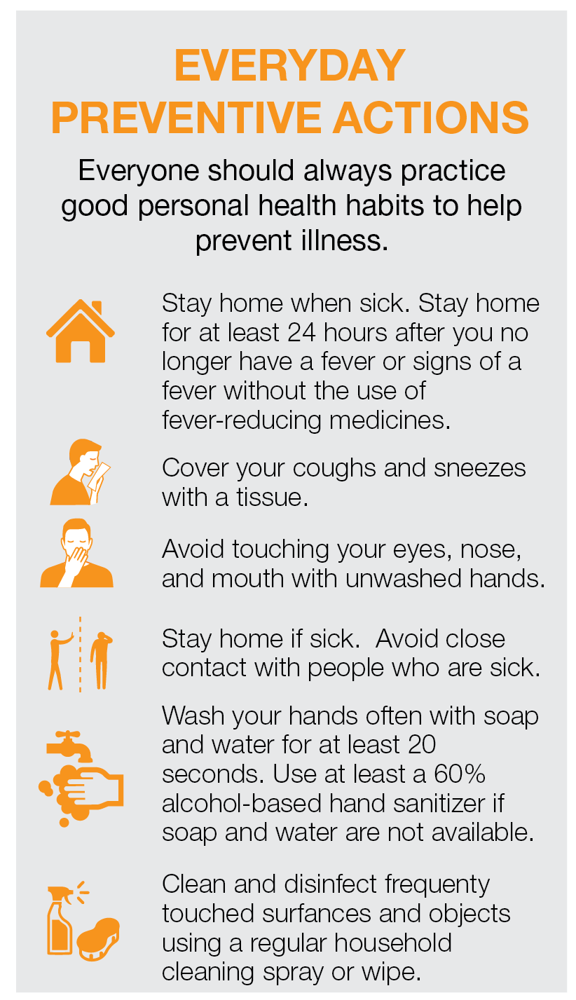 EVERYDAY
PREVENTIVE ACTIONS
Everyone should always practice
good personal health habits to help
prevent illness.
Stay home when sick. Stay home
for at least 24 hours after you no
longer have a fever or signs of a
fever without the use of
fever-reducing medicines.
Cover your coughs and sneezes
with a tissue.
Avoid touching your eyes, nose,
and mouth with unwashed hands.
Stay home if sick.  Avoid close
contact with people who are sick.
Wash your hands often with soap
and water for at least 20
seconds. Use at least a 60%
alcohol-based hand sanitizer if
soap and water are not available.
Clean and disinfect frequenty
touched surfances and objects
using a regular household
cleaning spray or wipe.